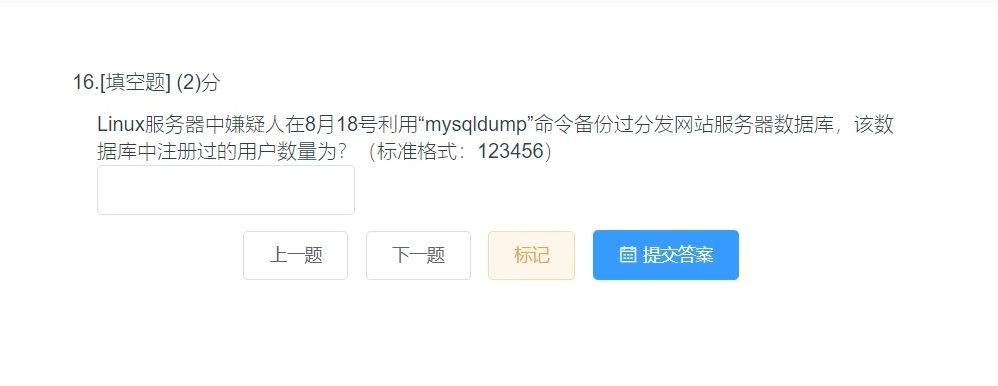 16.[填空题] (2)分
Linux服务器中嫌疑人在8月18号利用“mysqldump”命令备份过分发网站服务器数据库，该数
据库中注册过的用户数量为？（标准格式：123456）
上一题 下一题 标记 提交答案